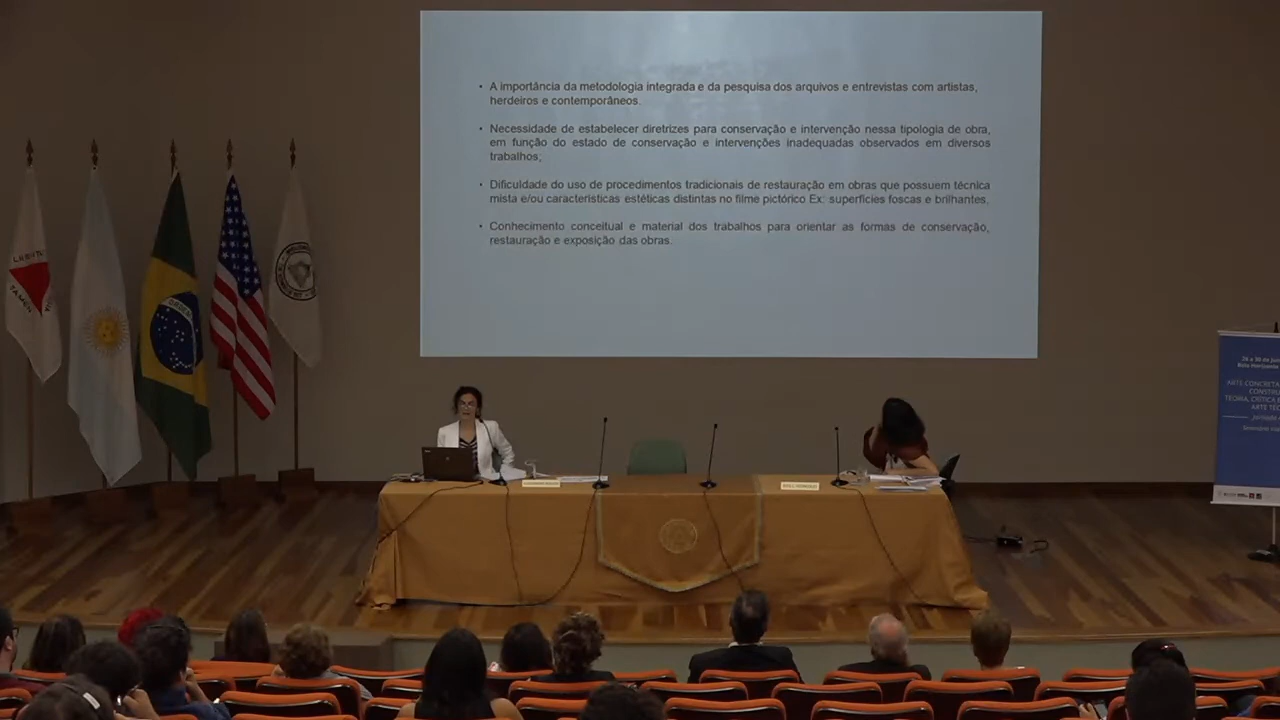 • A importância da metodologia integrada e da pesquisa dos arquivos e entrevistas com artistas,
herdeiros e contemporâneos.
• Necessidade de estabelecer diretrizes para conservação e intervenção nessa tipologia de obra,
em função do estado de conservação e intervenções inadequadas observados em diversos
trabalhos;
• Dificuldade do uso de procedimentos tradicionais de restauração em obras que possuem técnica
mista e/ou características estéticas distintas no filme pictórico Ex: superfícies foscas e brilhantes,
• Conhecimento conceitual e material dos trabalhos para orientar as formas de conservação,
restauração e exposição das obras.
ARTE CONCRETA
TEORIA, CRÍTICA